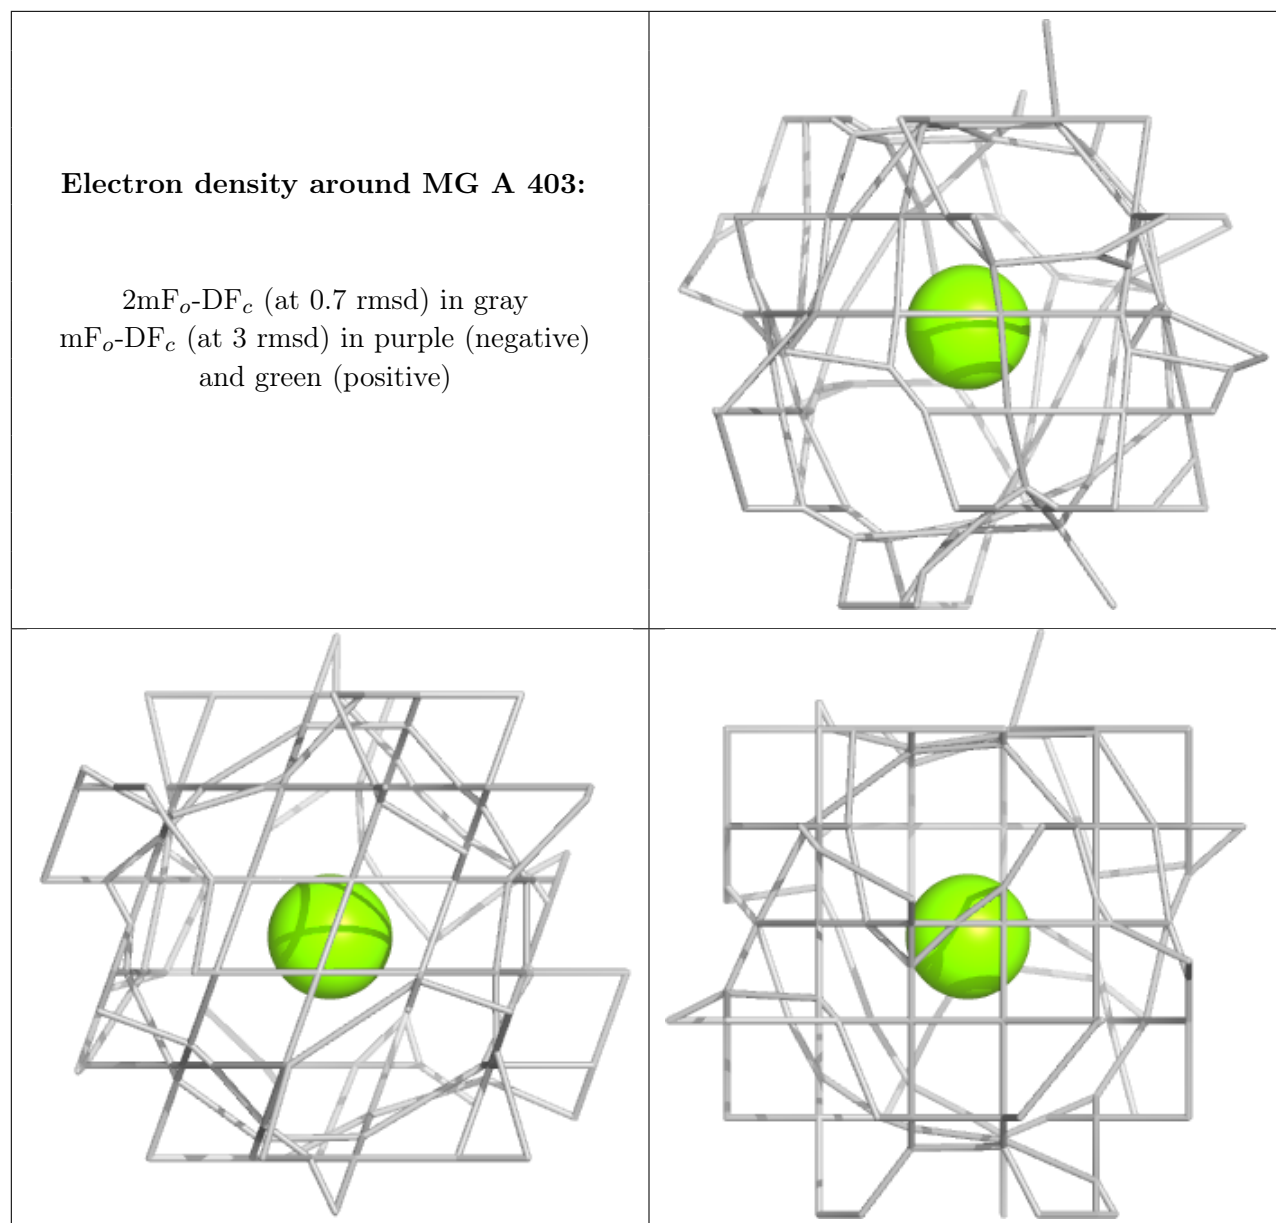 Electron density around MG A 403:
2mFo-DFc (at 0.7 rmsd) in gray
mFo-DFc (at 3 rmsd) in purple (negative)
and green (positive)